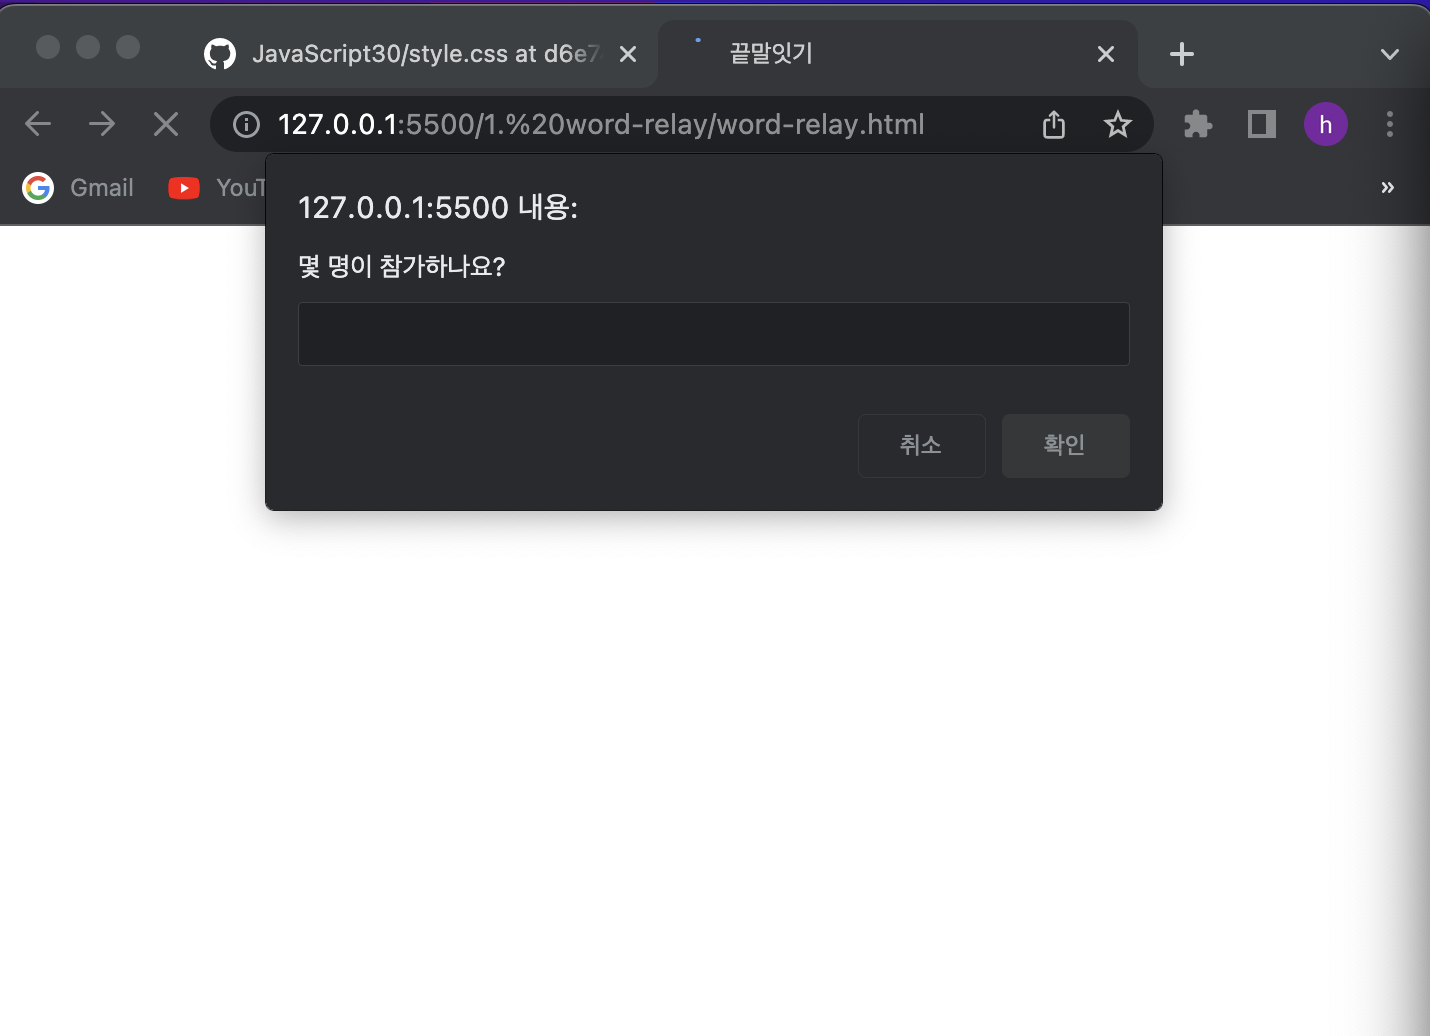 JavaScript30/style.css at d6e7
끝말잇기
127.0.0.1:5500/1.%20word-relay/word-relay.html
h
Gmail
YouT
127.0.0.1:5500 내용:
몇 명이 참가하나요?
취소
확인